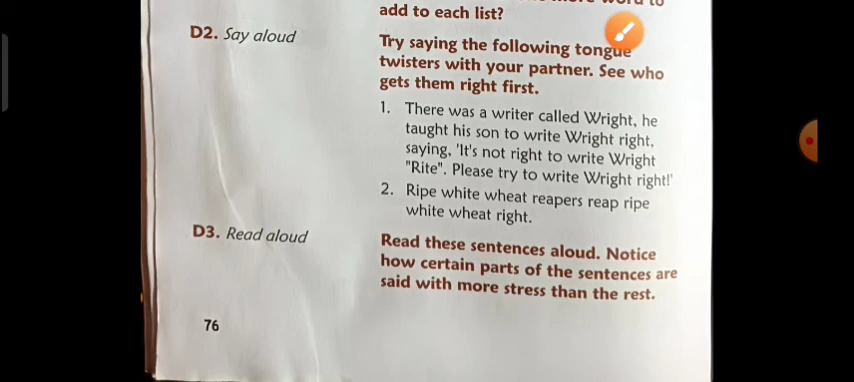 add to each list?
D2. Say aloud
Try saying the following tongue
twisters with your partner. See who
gets them right first.
1. There was a writer called Wright, he
taught his son to write Wright right,
saying, 'It's not right to write Wright
"Rite". Please try to write Wright right!'
2. Ripe white wheat reapers reap ripe
white wheat right.
D3. Read aloud
Read these sentences aloud. Notice
how certain parts of the sentences are
said with more stress than the rest.
76